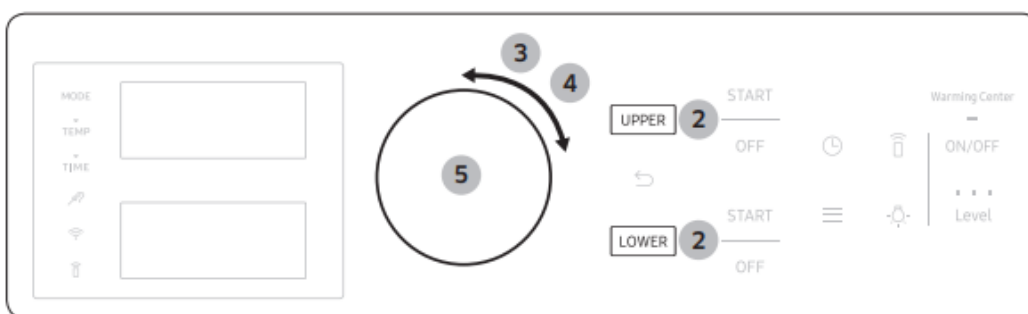 MODE
TEMP
TIME
3
4
5
UPPER 2
START
OFF
LOWER 2
START
OFF
Warming Center
ON/OFF
Level